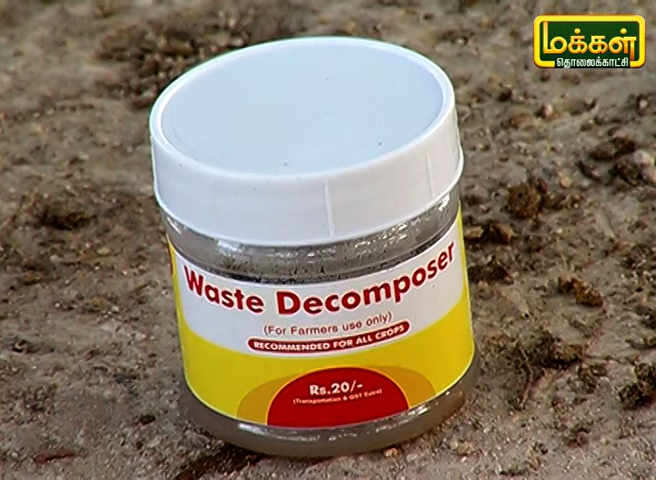 மக்கள்
தொலைக்காட்சி
Waste Decomposer
(For Farmers use only)
RECOMMENDED FOR ALL CROPS
Rs.20/-
(Transportation & GST Extra)